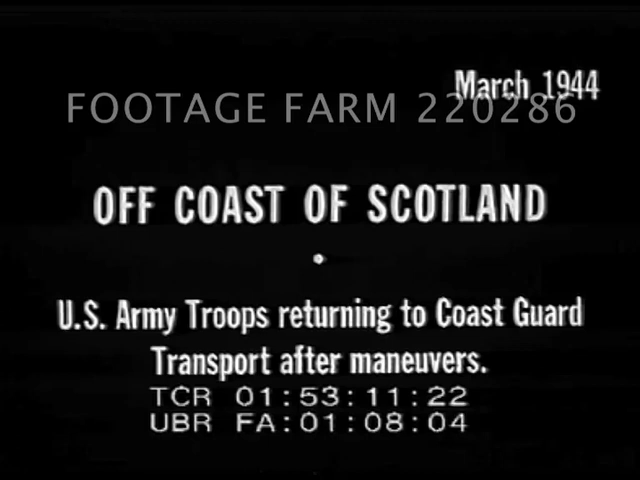 March 1944
FOOTAGE FARM 220286
OFF COAST OF SCOTLAND
•
U.S. Army Troops returning to Coast Guard
Transport after maneuvers.
TCR 01:53:11:22
UBR FA:01:08:04